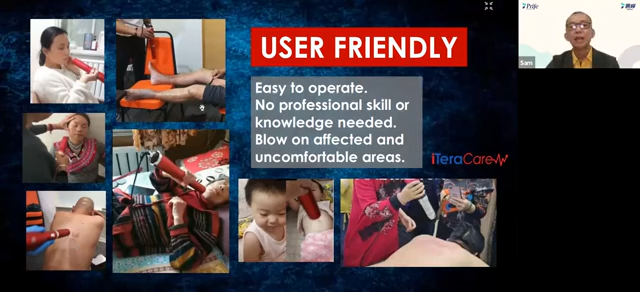 USER FRIENDLY
Easy to operate.
No professional skill or
knowledge needed.
Blow on affected and
uncomfortable areas.
iTeraCare
Prife
Sam